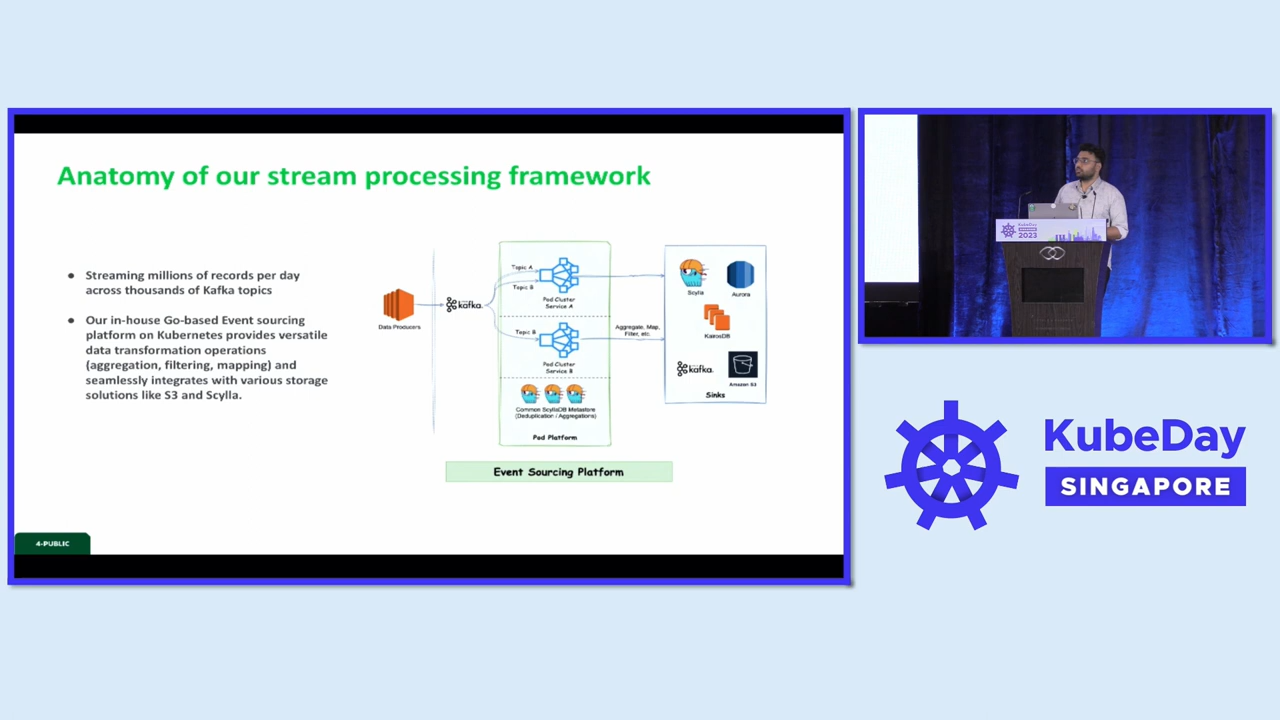 Anatomy of our stream processing framework
● Streaming millions of records per day
across thousands of Kafka topics
● Our in-house Go-based Event sourcing
platform on Kubernetes provides versatile
data transformation operations
(aggregation, filtering, mapping) and
seamlessly integrates with various storage
solutions like S3 and Scylla.
Data Producers
kafka
Topic A
Topic B
Pod Cluster
Service A
Topic B
Pod Cluster
Service B
Common ScyllaDB Metastore
(Deduplication / Aggregations)
Pod Platform
Aggregate, Map,
Filter, etc.
Scylla
Aurora
KairosDB
kafka
Amazon S3
Sinks
Event Sourcing Platform
4-PUBLIC
KubeDay
SINGAPORE
2023
KubeDay
SINGAPORE